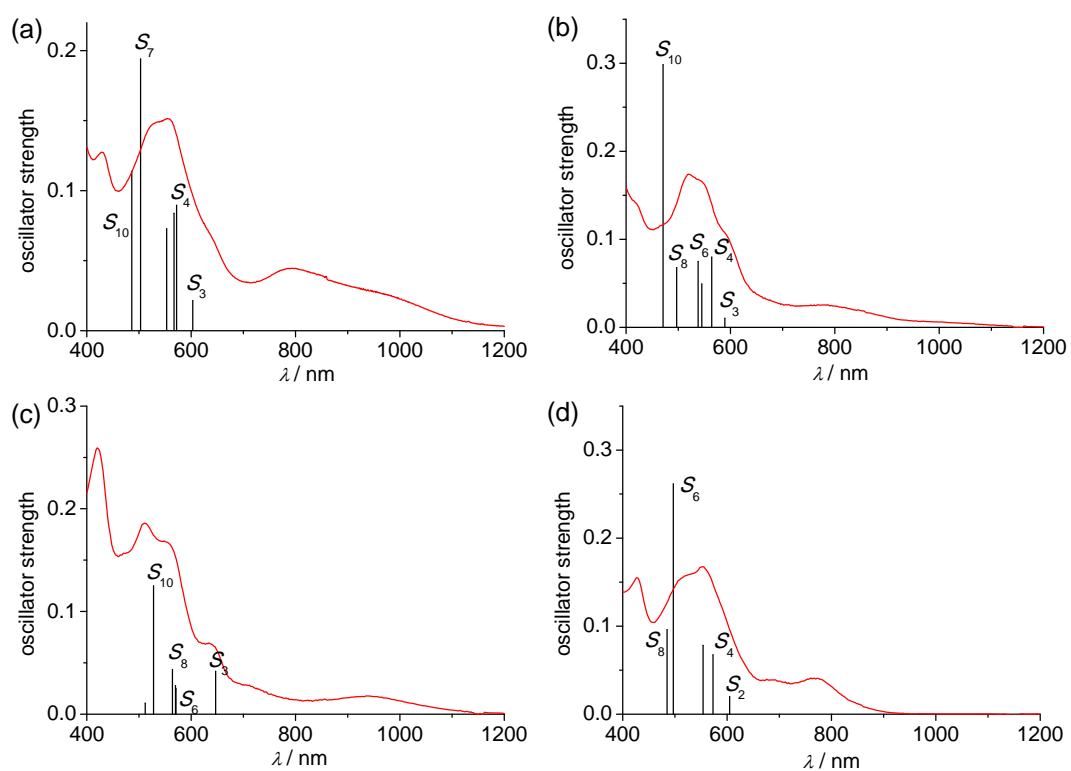 (a)
oscillator strength
0.2
0.1
0.0
S7
S10
S4
S3
400 600 800 1000 1200
λ / nm
(b)
oscillator strength
0.3
0.2
0.1
0.0
S10
S8
S6
S4
S3
400 600 800 1000 1200
λ / nm
(c)
oscillator strength
0.3
0.2
0.1
0.0
S10
S8
S6
S3
400 600 800 1000 1200
λ / nm
(d)
oscillator strength
0.3
0.2
0.1
0.0
S6
S8
S4
S2
400 600 800 1000 1200
λ / nm